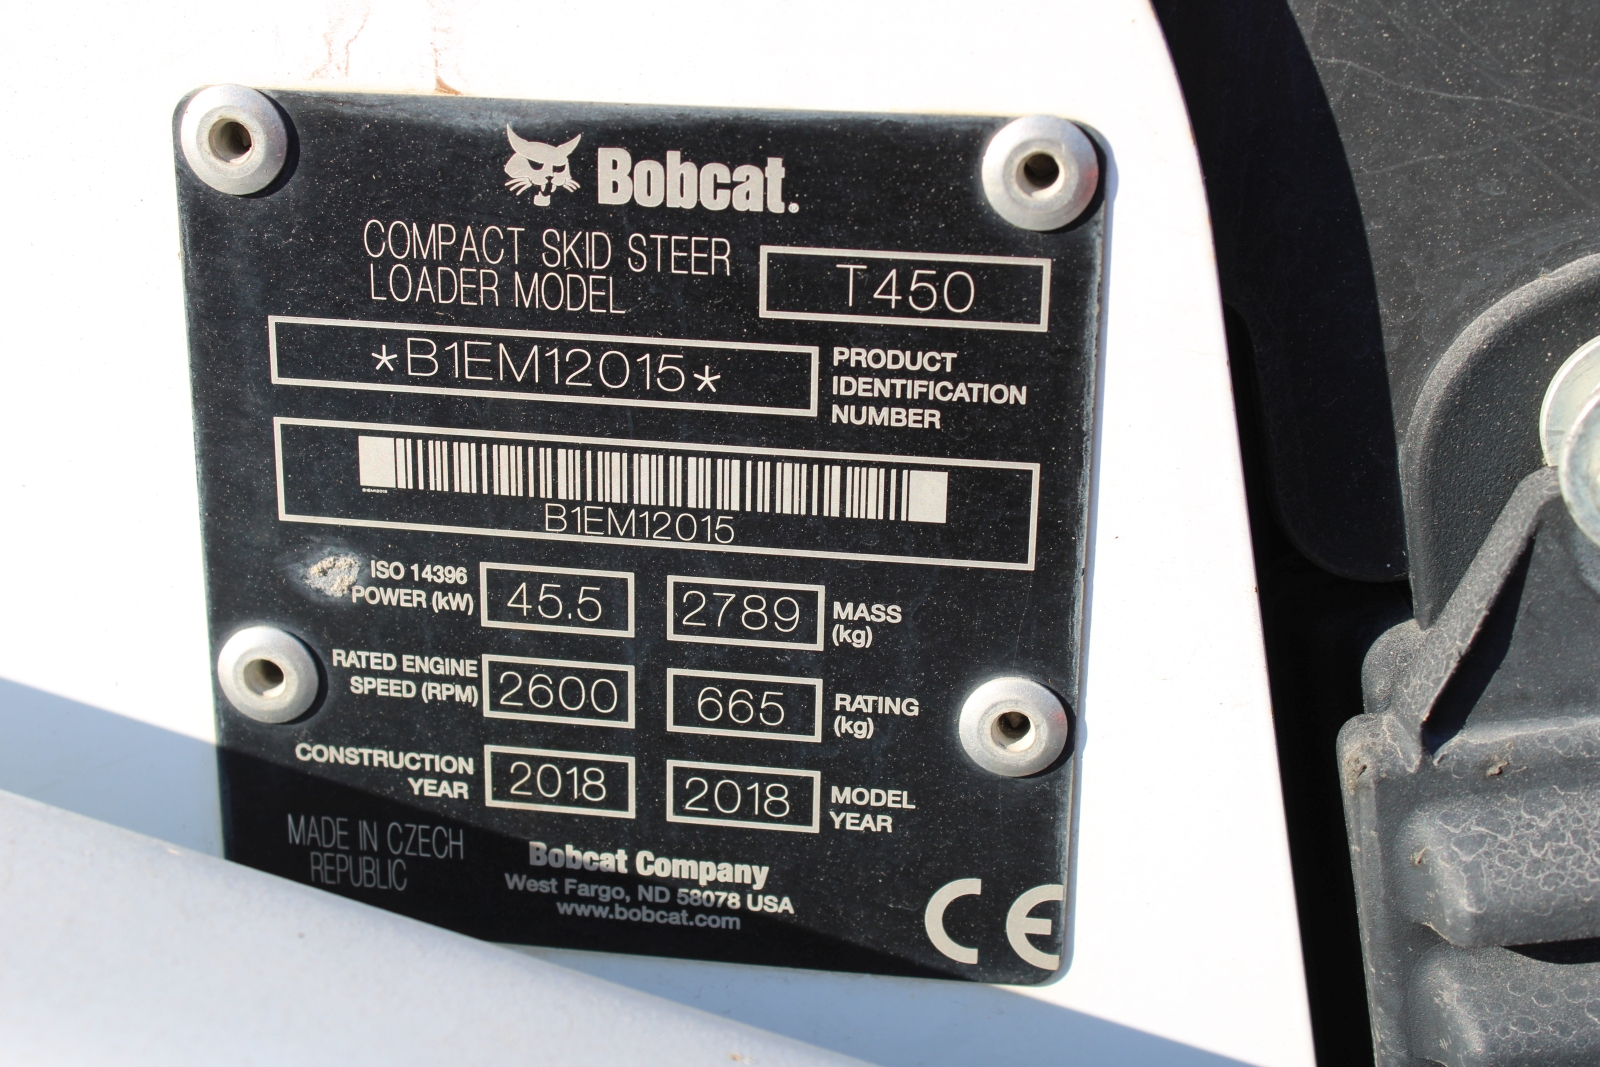 Bobcat.
COMPACT SKID STEER
LOADER MODEL
T450
*B1EM12015*
PRODUCT
IDENTIFICATION
NUMBER
B1EM12015
B1EM12015
ISO 14396
POWER (kW)
45.5
2789
MASS
(kg)
RATED ENGINE
SPEED (RPM)
2600
665
RATING
(kg)
CONSTRUCTION
YEAR
2018
2018
MODEL
YEAR
MADE IN CZECH
REPUBLIC
Bobcat Company
West Fargo, ND 58078 USA
www.bobcat.com
CE